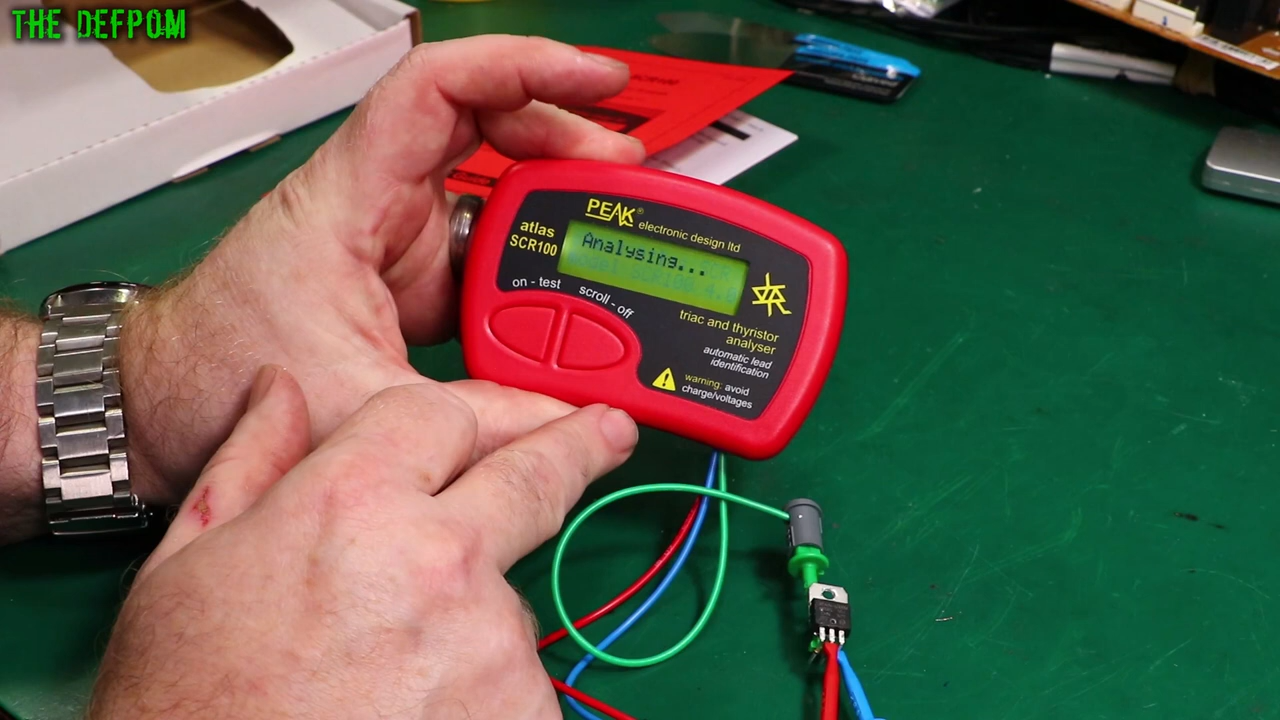 THE DEFPOM
SCR100
PEAK® electronic design ltd
atlas
SCR100
Analysing...
on - test
scroll - off
triac and thyristor
analyser
automatic lead
identification
warning: avoid
charge/voltages